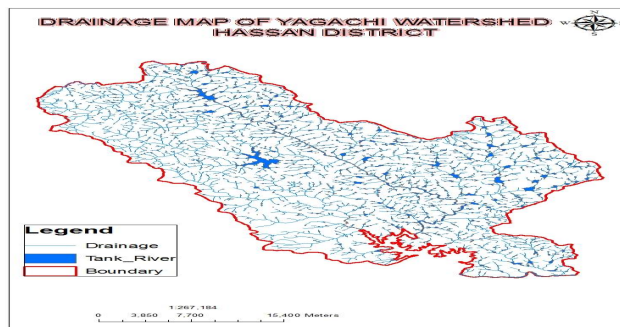 DRAINAGE MAP OF YAGACHI WATERSHED
HASSAN DISTRICT
N
W
E
S
Legend
Drainage
Tank_River
Boundary
1:267,184
0 3,850 7,700 15,400 Meters